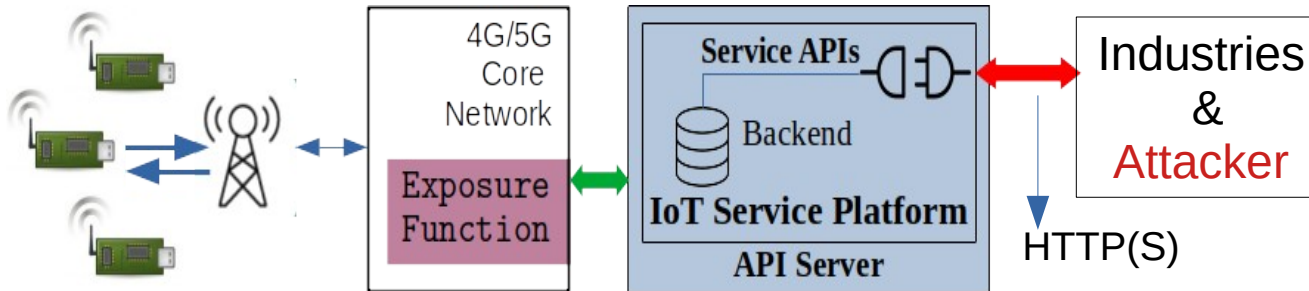 4G/5G
Core
Network
Exposure
Function
Service APIs
Backend
IoT Service Platform
API Server
Industries
&
Attacker
HTTP(S)